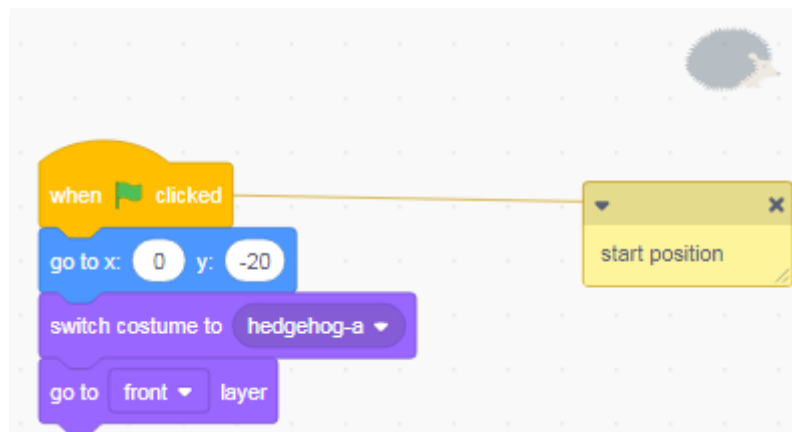 when clicked
go to x: 0 y: -20
switch costume to hedgehog-a
go to front layer
start position